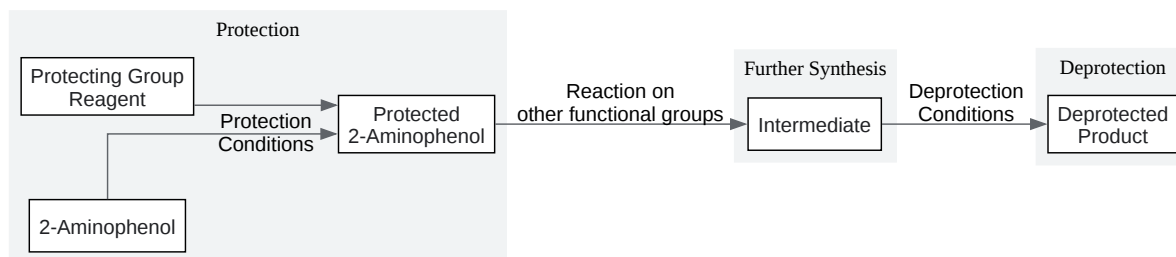 Protection
Protecting Group
Reagent
Protection
Conditions
2-Aminophenol
Protected
2-Aminophenol
Reaction on
other functional groups
Further Synthesis
Intermediate
Deprotection
Conditions
Deprotection
Deprotected
Product